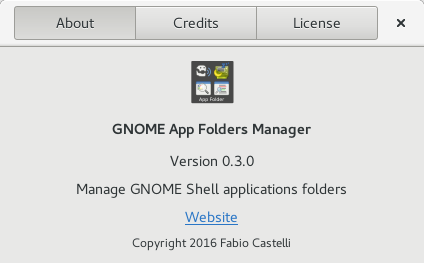 About Credits License ×
App Folder
GNOME App Folders Manager
Version 0.3.0
Manage GNOME Shell applications folders
Website
Copyright 2016 Fabio Castelli